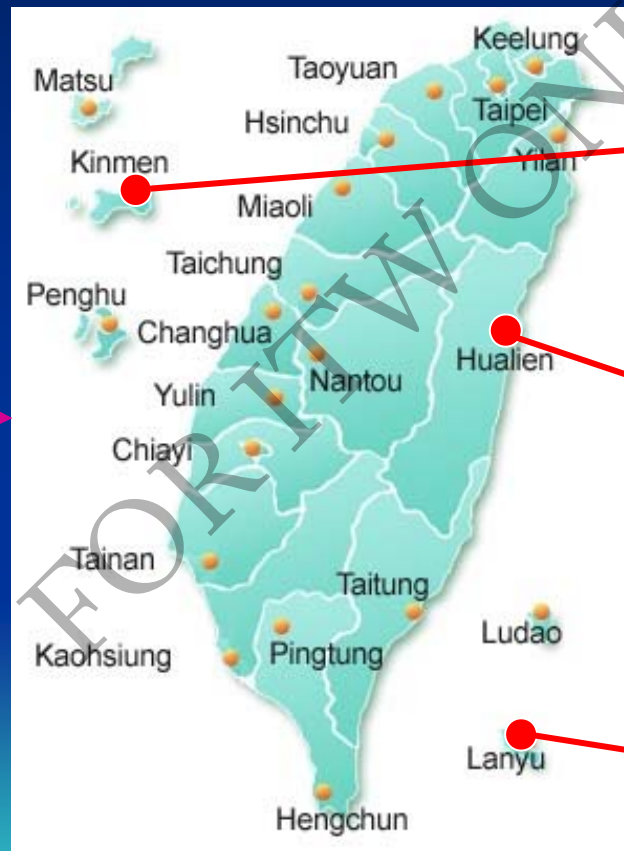 Keelung
Taoyuan
Matsu
Taipei
Hsinchu
Kinmen
Yilan
Miaoli
Taichung
Penghu
Changhua
Hualien
Nantou
Yulin
Chiayi
Tainan
Taitung
Ludao
Kaohsiung
Pingtung
Lanyu
Hengchun
FOR ITW ON